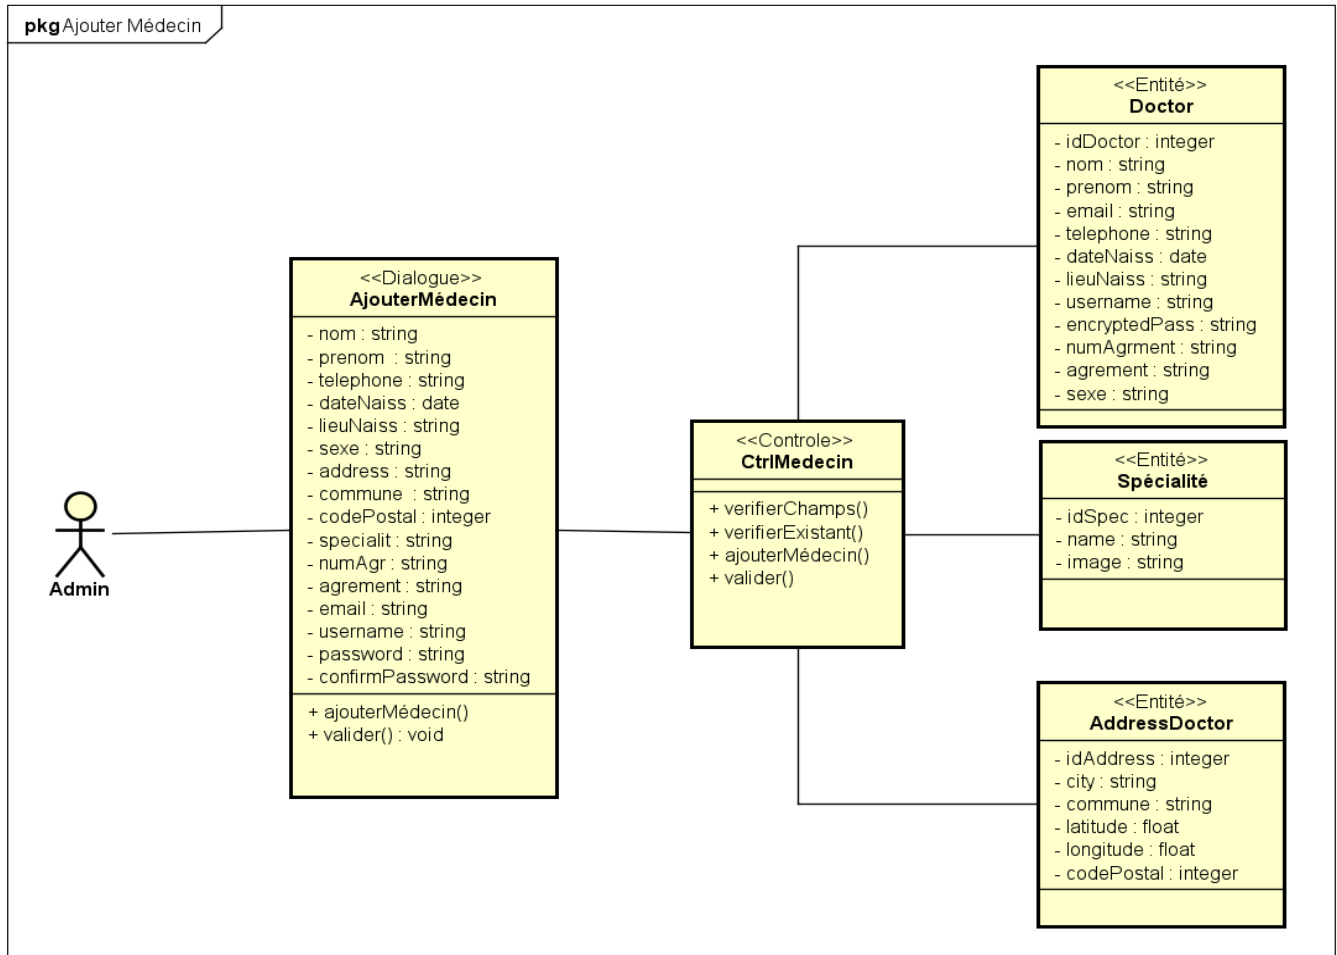 pkg Ajouter Médecin
<<Entité>>
Doctor
- idDoctor : integer
- nom : string
- prenom : string
- email : string
- telephone : string
- dateNaiss : date
- lieuNaiss : string
- username : string
- encryptedPass : string
- numAgrment : string
- agrement : string
- sexe : string
<<Dialogue>>
AjouterMédecin
- nom : string
- prenom : string
- telephone : string
- dateNaiss : date
- lieuNaiss : string
- sexe : string
- address : string
- commune : string
- codePostal : integer
- specialit : string
- numAgr : string
- agrement : string
- email : string
- username : string
- password : string
- confirmPassword : string
+ ajouterMédecin()
+ valider() : void
<<Controle>>
CtrlMedecin
+ verifierChamps()
+ verifierExistant()
+ ajouterMédecin()
+ valider()
<<Entité>>
Spécialité
- idSpec : integer
- name : string
- image : string
Admin
<<Entité>>
AddressDoctor
- idAddress : integer
- city : string
- commune : string
- latitude : float
- longitude : float
- codePostal : integer